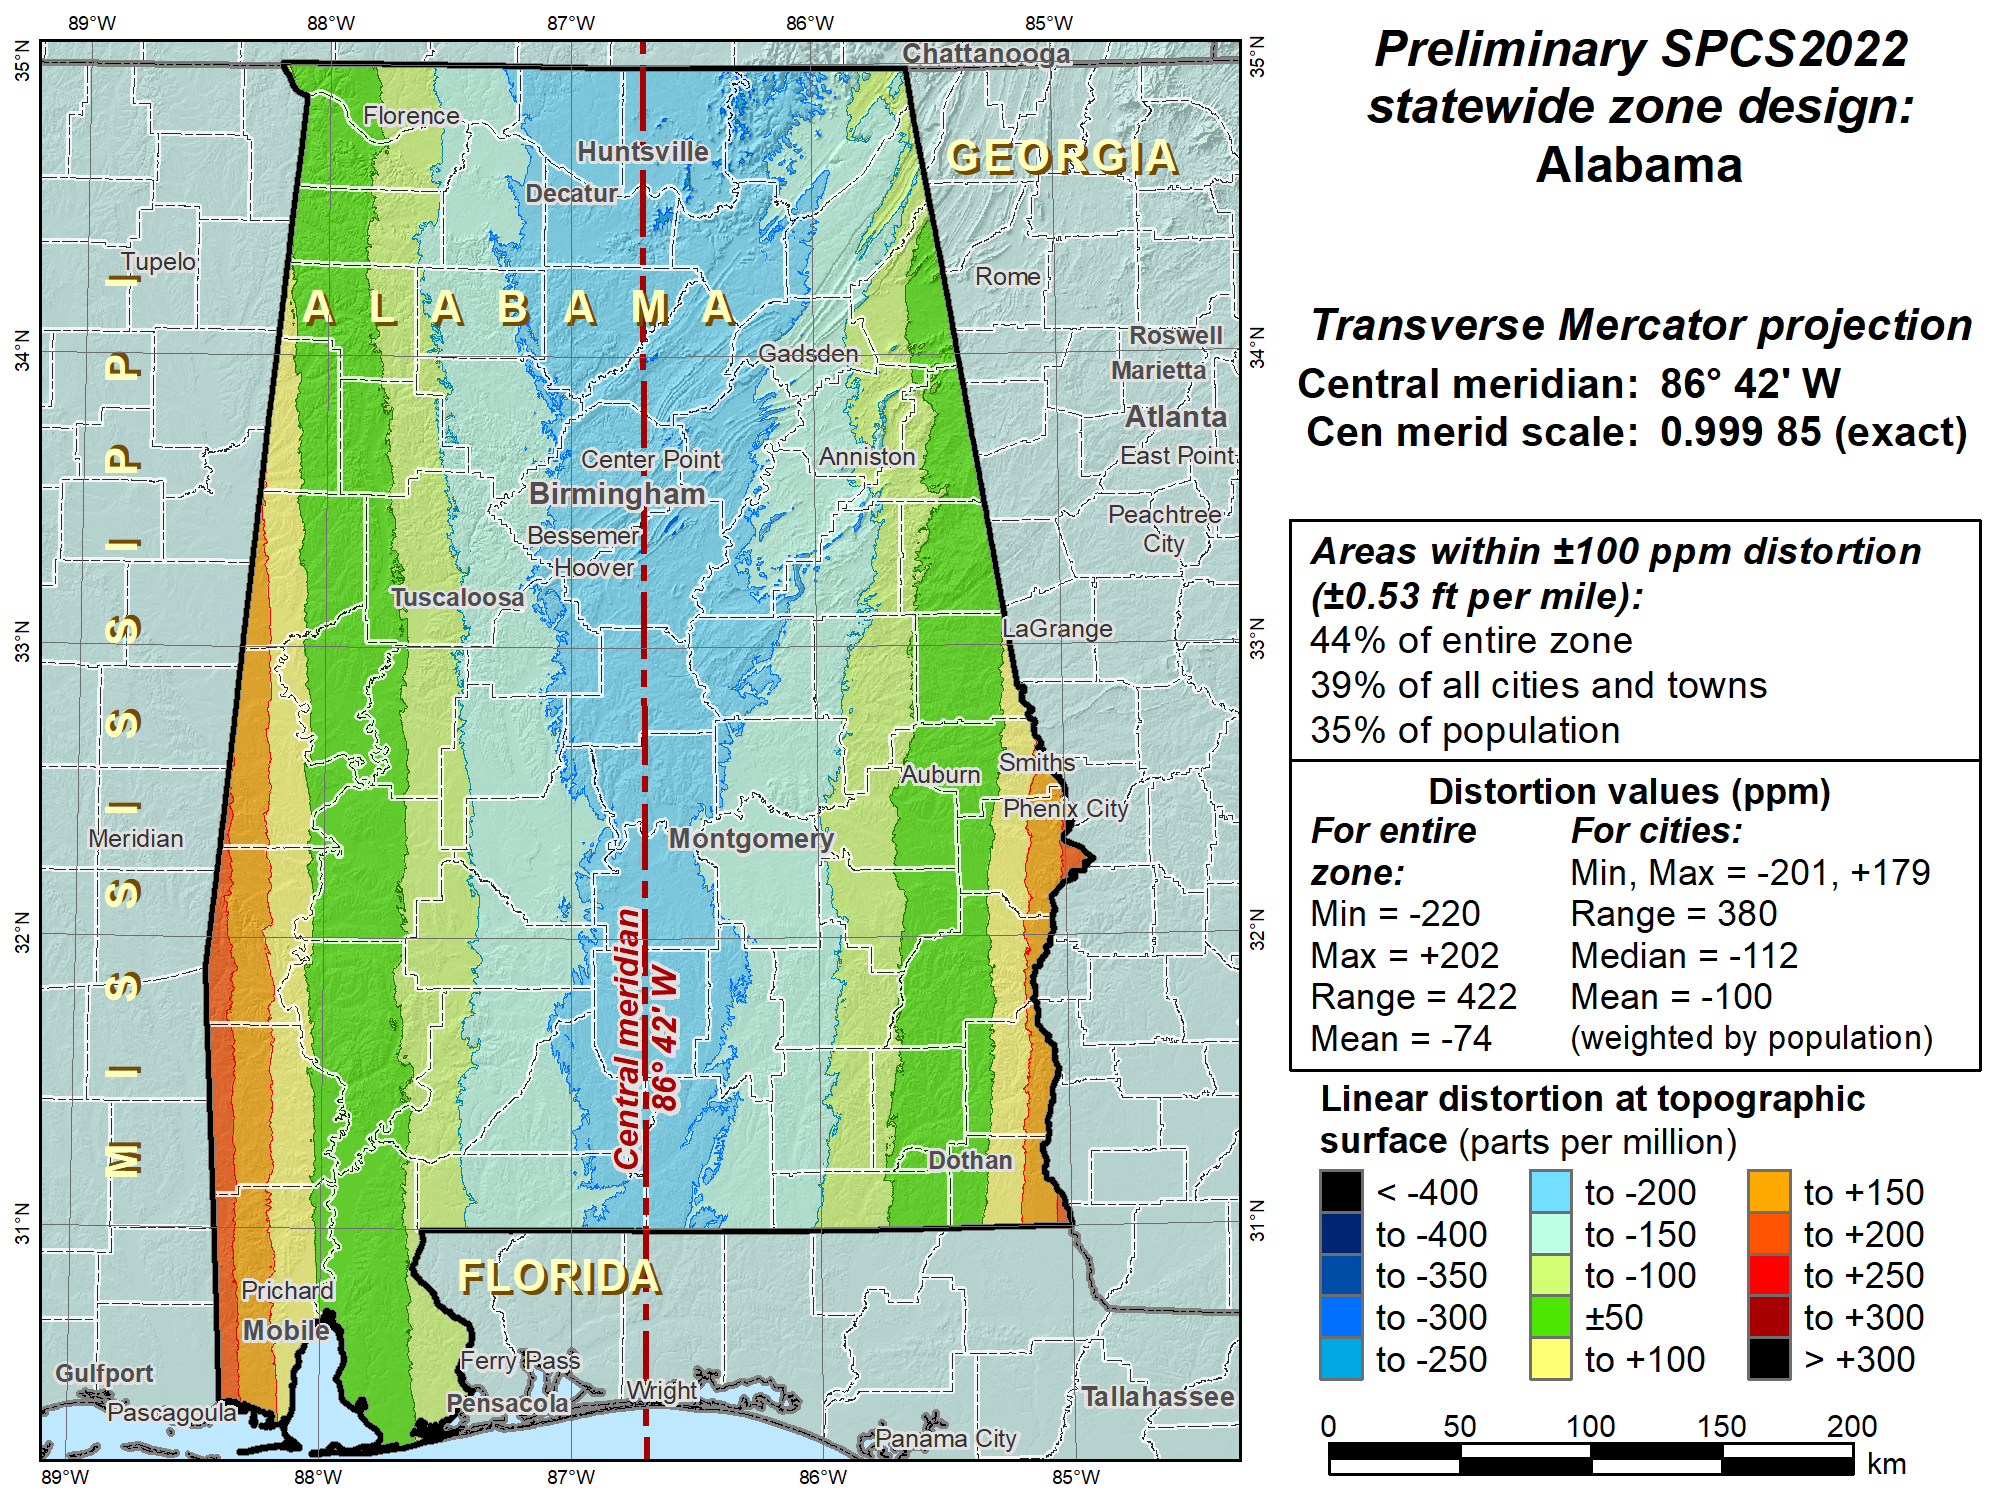 89°W 88°W 87°W 86°W 85°W
35°N 35°N
34°N 34°N
33°N 33°N
32°N 32°N
31°N 31°N
Chattanooga
Florence
Huntsville
GEORGIA
Decatur
Tupelo
Rome
ALABAMA
MISSISSIPPI
Roswell
Gadsden
Marietta
Atlanta
Center Point
Anniston
East Point
Birmingham
Peachtree
City
Bessemer
Hoover
Tuscaloosa
LaGrange
Auburn
Smiths
Phenix City
Meridian
Montgomery
Central meridian
86° 42' W
Dothan
FLORIDA
Prichard
Mobile
Ferry Pass
Gulfport
Wright
Pensacola
Tallahassee
Pascagoula
Panama City
89°W 88°W 87°W 86°W 85°W
Preliminary SPCS2022
statewide zone design:
Alabama
Transverse Mercator projection
Central meridian: 86° 42' W
Cen merid scale: 0.999 85 (exact)
Areas within ±100 ppm distortion
(±0.53 ft per mile):
44% of entire zone
39% of all cities and towns
35% of population
Distortion values (ppm)
For entire
zone:
Min = -220
Max = +202
Range = 422
Mean = -74
For cities:
Min, Max = -201, +179
Range = 380
Median = -112
Mean = -100
(weighted by population)
Linear distortion at topographic
surface (parts per million)
< -400
to -400
to -350
to -300
to -250
to -200
to -150
to -100
±50
to +100
to +150
to +200
to +250
to +300
> +300
0 50 100 150 200
km